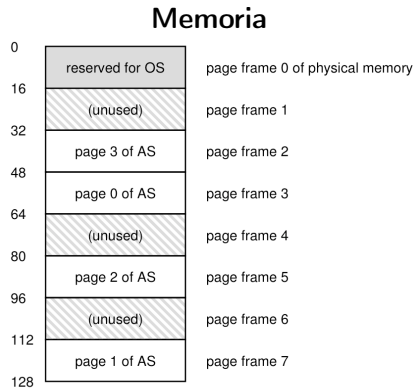 Memoria
0
reserved for OS page frame 0 of physical memory
16
(unused) page frame 1
32
page 3 of AS page frame 2
48
page 0 of AS page frame 3
64
(unused) page frame 4
80
page 2 of AS page frame 5
96
(unused) page frame 6
112
page 1 of AS page frame 7
128